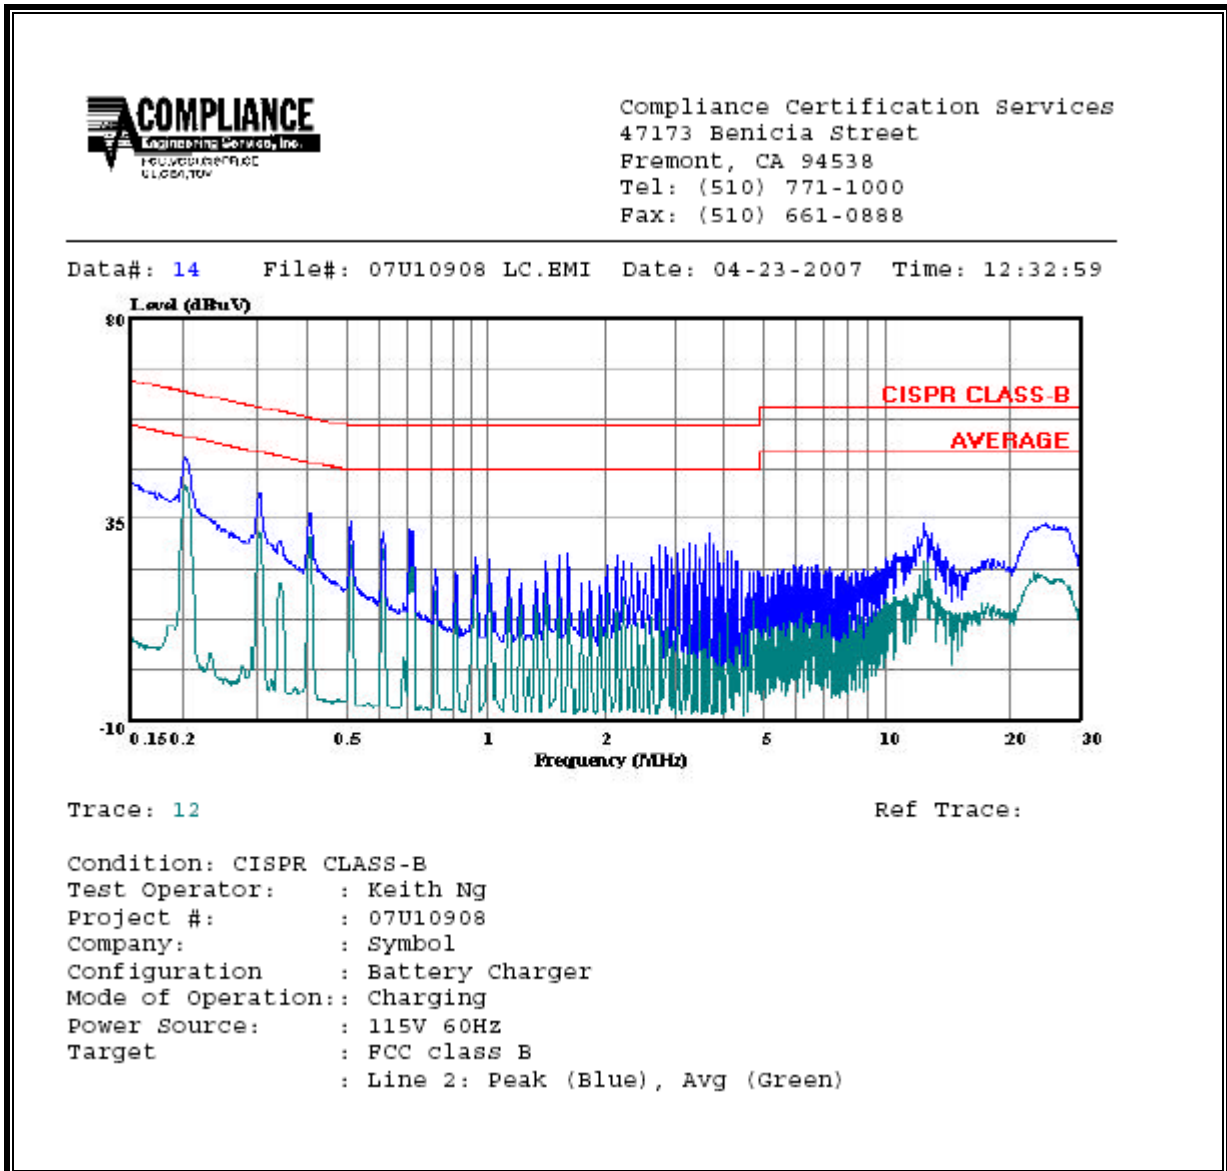 COMPLIANCE
Engineering Service, Inc.
Compliance Certification Services
47173 Benicia Street
Fremont, CA 94538
Tel: (510) 771-1000
Fax: (510) 661-0888
Data#: 14 File#: 07U10908 LC.EMI Date: 04-23-2007 Time: 12:32:59
Level (dBuV)
80
CISPR CLASS-B
AVERAGE
35
-10
0.15 0.2 0.5 1 2 5 10 20 30
Frequency (MHz)
Trace: 12 Ref Trace:
Condition: CISPR CLASS-B
Test Operator: : Keith Ng
Project #: : 07U10908
Company: : Symbol
Configuration : Battery Charger
Mode of Operation:: Charging
Power Source: : 115V 60Hz
Target : FCC class B
: Line 2: Peak (Blue), Avg (Green)